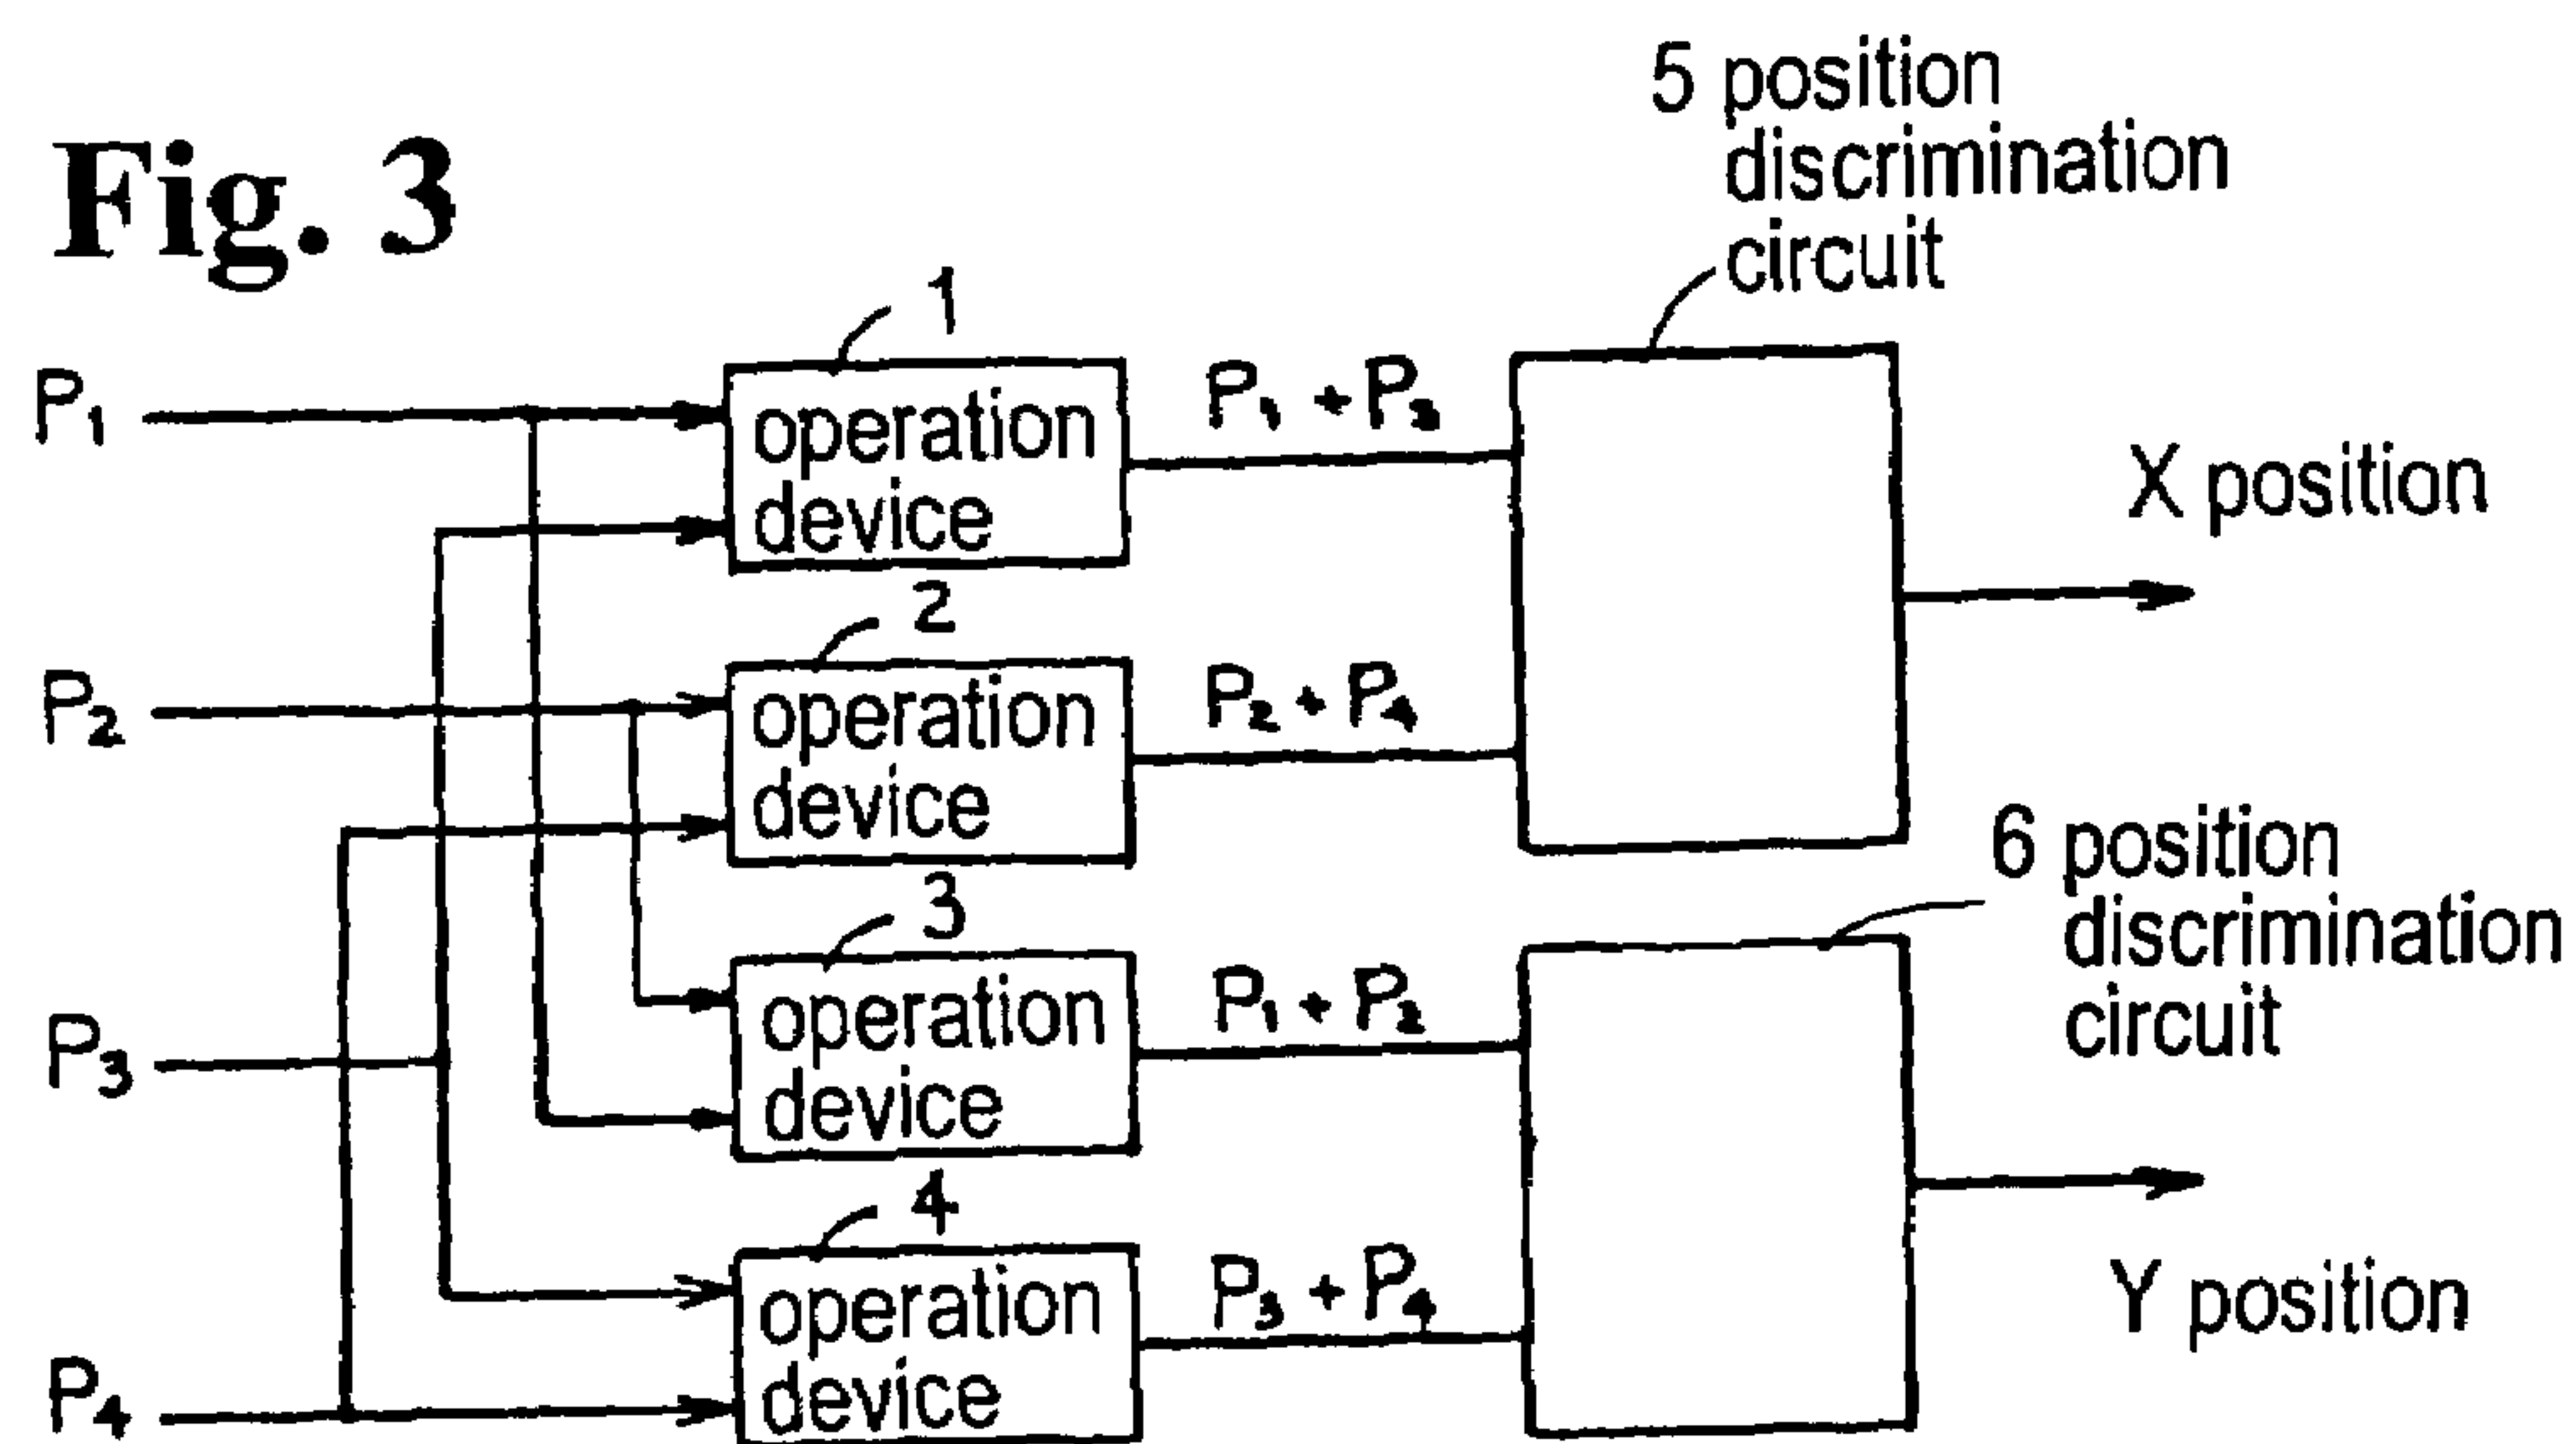 Fig. 3
5 position
discrimination
circuit
1
P₁
operation
device
P₁ + P₃
X position
2
P₂
operation
device
P₂ + P₄
6 position
discrimination
circuit
3
P₃
operation
device
P₁ + P₂
4
P₄
operation
device
P₃ + P₄
Y position